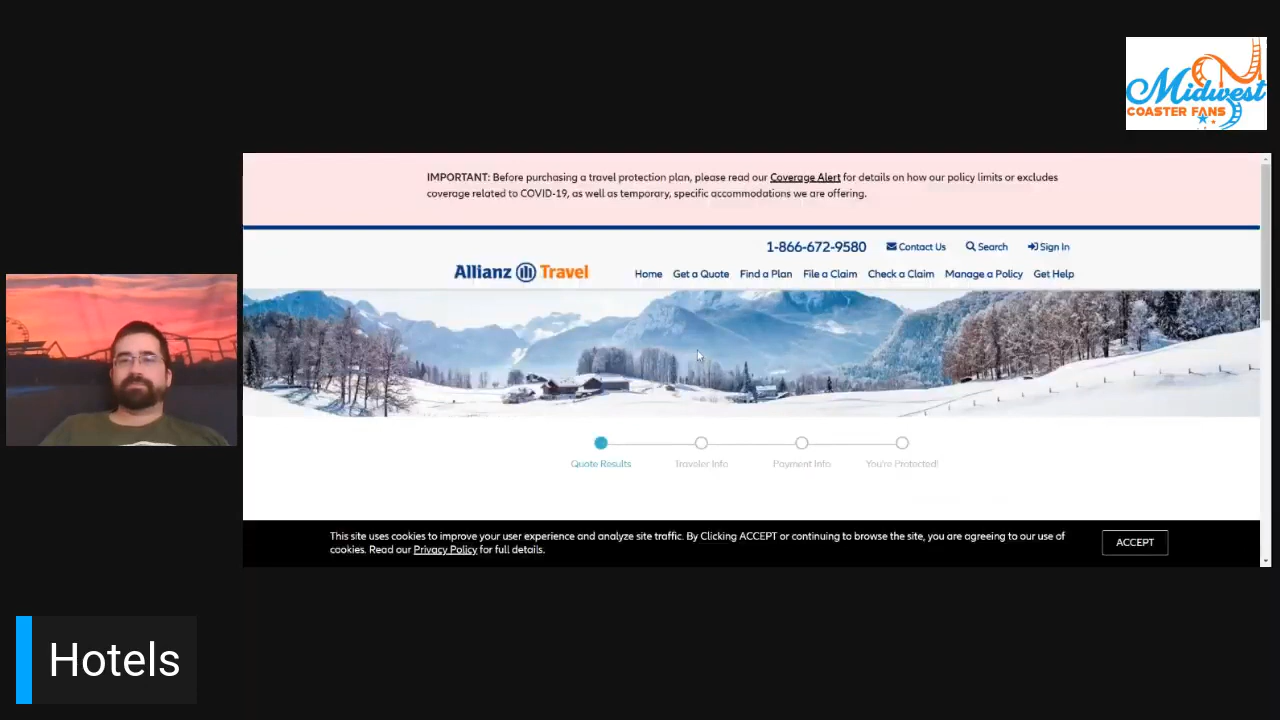 Midwest
COASTER FANS
IMPORTANT: Before purchasing a travel protection plan, please read our Coverage Alert for details on how our policy limits or excludes
coverage related to COVID-19, as well as temporary, specific accommodations we are offering.
1-866-672-9580 Contact Us Search Sign In
Allianz Travel Home Get a Quote Find a Plan File a Claim Check a Claim Manage a Policy Get Help
Quote Results Traveler Info Payment Info You're Protected!
This site uses cookies to improve your user experience and analyze site traffic. By Clicking ACCEPT or continuing to browse the site, you are agreeing to our use of
cookies. Read our Privacy Policy for full details.
ACCEPT
Hotels